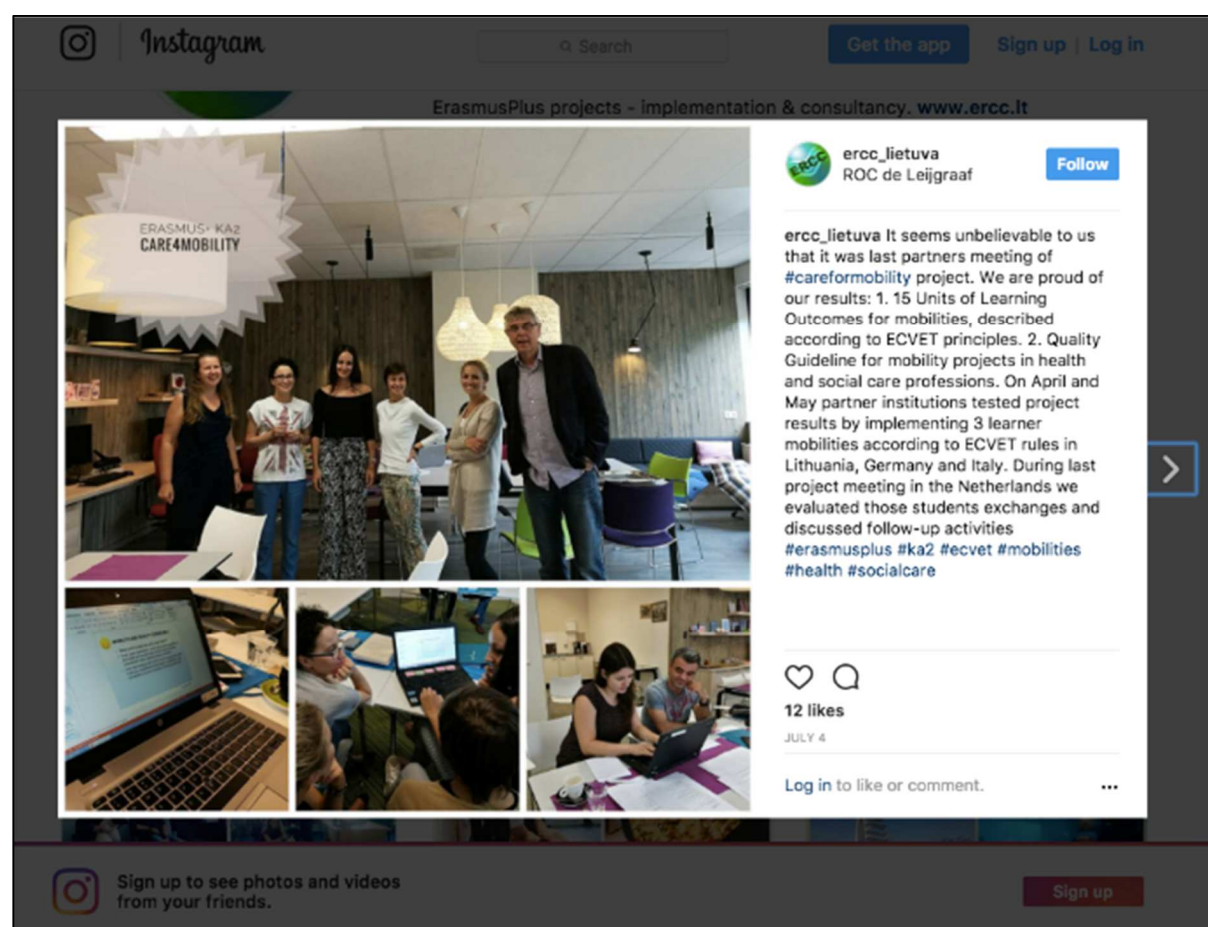 Instagram
Search
Get the app
Sign up | Log in
ErasmusPlus projects - implementation & consultancy. www.ercc.lt
ERASMUS+ KA2
CARE4MOBILITY
ERCC
ercc_lietuva
ROC de Leijgraaf
Follow
ercc_lietuva It seems unbelievable to us
that it was last partners meeting of
#careformobility project. We are proud of
our results: 1. 15 Units of Learning
Outcomes for mobilities, described
according to ECVET principles. 2. Quality
Guideline for mobility projects in health
and social care professions. On April and
May partner institutions tested project
results by implementing 3 learner
mobilities according to ECVET rules in
Lithuania, Germany and Italy. During last
project meeting in the Netherlands we
evaluated those students exchanges and
discussed follow-up activities
#erasmusplus #ka2 #ecvet #mobilities
#health #socialcare
12 likes
JULY 4
Log in to like or comment.
Sign up to see photos and videos
from your friends.
Sign up